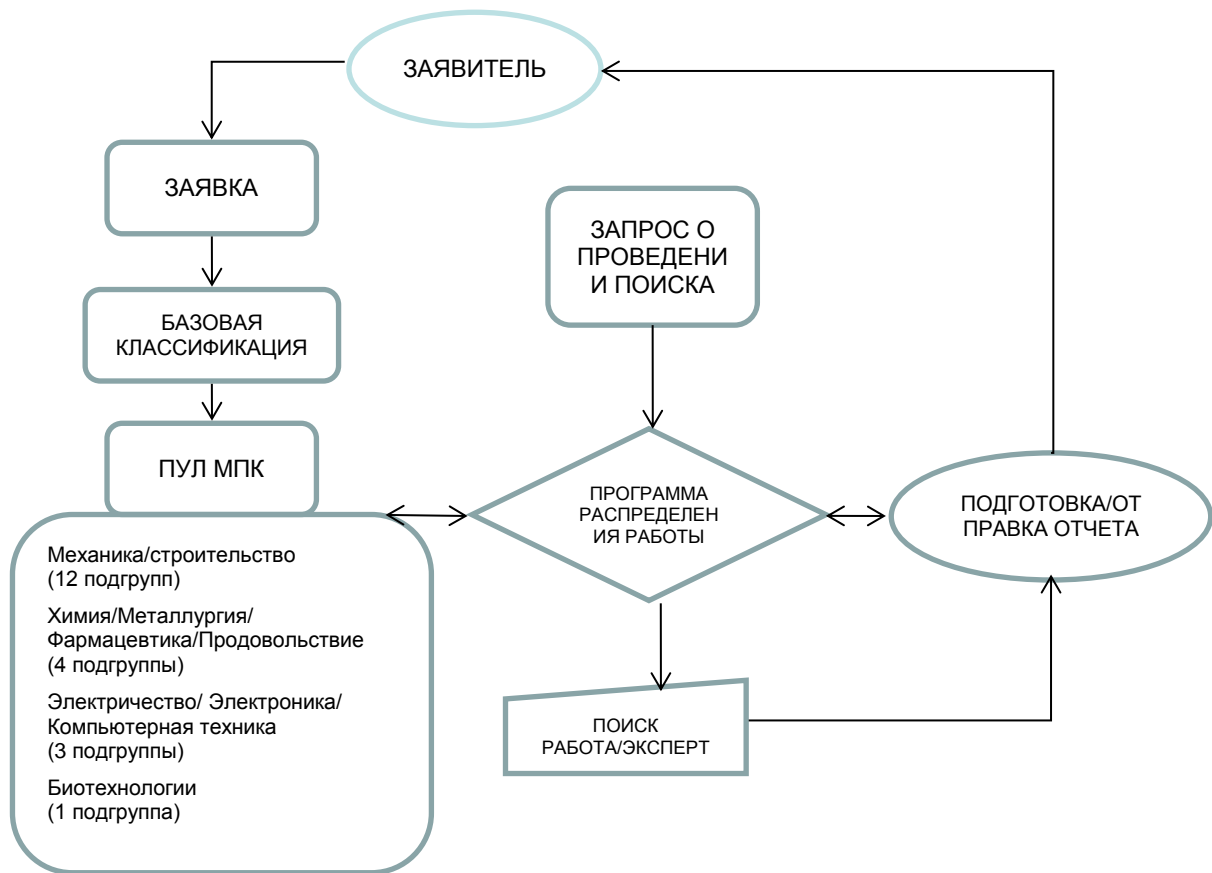 ЗАЯВИТЕЛЬ
ЗАЯВКА
ЗАПРОС О
ПРОВЕДЕНИ
И ПОИСКА
БАЗОВАЯ
КЛАССИФИКАЦИЯ
ПУЛ МПК
ПРОГРАММА
РАСПРЕДЕЛЕН
ИЯ РАБОТЫ
ПОДГОТОВКА/ОТ
ПРАВКА ОТЧЕТА
Механика/строительство
(12 подгрупп)
Химия/Металлургия/
Фармацевтика/Продовольствие
(4 подгруппы)
Электричество/ Электроника/
Компьютерная техника
(3 подгруппы)
Биотехнологии
(1 подгруппа)
ПОИСК
РАБОТА/ЭКСПЕРТ